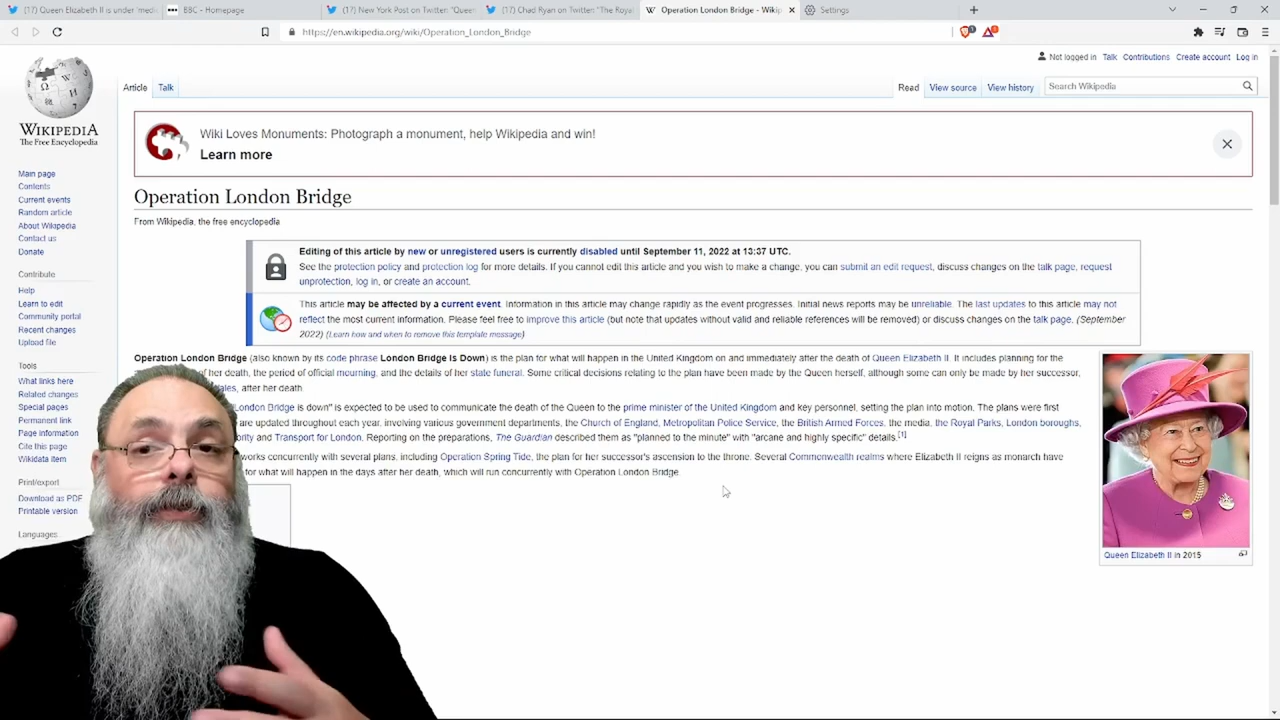 (17) Queen Elizabeth II is under 'medi
BBC - Homepage
(17) New York Post on Twitter: "Queen
(17) Chad Ryan on Twitter: "The Royal
Operation London Bridge - Wikip
Settings
https://en.wikipedia.org/wiki/Operation_London_Bridge
Not logged in Talk Contributions Create account Log in
Article Talk Read View source View history Search Wikipedia
WIKIPEDIA
The Free Encyclopedia
Wiki Loves Monuments: Photograph a monument, help Wikipedia and win!
Learn more
Main page
Contents
Current events
Random article
About Wikipedia
Contact us
Donate
Contribute
Help
Learn to edit
Community portal
Recent changes
Upload file
Tools
What links here
Related changes
Special pages
Permanent link
Page information
Cite this page
Wikidata item
Print/export
Download as PDF
Printable version
Languages
Operation London Bridge
From Wikipedia, the free encyclopedia
Editing of this article by new or unregistered users is currently disabled until September 11, 2022 at 13:37 UTC.
See the protection policy and protection log for more details. If you cannot edit this article and you wish to make a change, you can submit an edit request, discuss changes on the talk page, request
unprotection, log in, or create an account.
This article may be affected by a current event. Information in this article may change rapidly as the event progresses. Initial news reports may be unreliable. The last updates to this article may not
reflect the most current information. Please feel free to improve this article (but note that updates without valid and reliable references will be removed) or discuss changes on the talk page. (September
2022) (Learn how and when to remove this template message)
Operation London Bridge (also known by its code phrase London Bridge Is Down) is the plan for what will happen in the United Kingdom on and immediately after the death of Queen Elizabeth II. It includes planning for the
of her death, the period of official mourning, and the details of her state funeral. Some critical decisions relating to the plan have been made by the Queen herself, although some can only be made by her successor,
ales, after her death.
London Bridge is down" is expected to be used to communicate the death of the Queen to the prime minister of the United Kingdom and key personnel, setting the plan into motion. The plans were first
are updated throughout each year, involving various government departments, the Church of England, Metropolitan Police Service, the British Armed Forces, the media, the Royal Parks, London boroughs,
ority and Transport for London. Reporting on the preparations, The Guardian described them as "planned to the minute" with "arcane and highly specific" details.[1]
works concurrently with several plans, including Operation Spring Tide, the plan for her successor's ascension to the throne. Several Commonwealth realms where Elizabeth II reigns as monarch have
for what will happen in the days after her death, which will run concurrently with Operation London Bridge.
Queen Elizabeth II in 2015